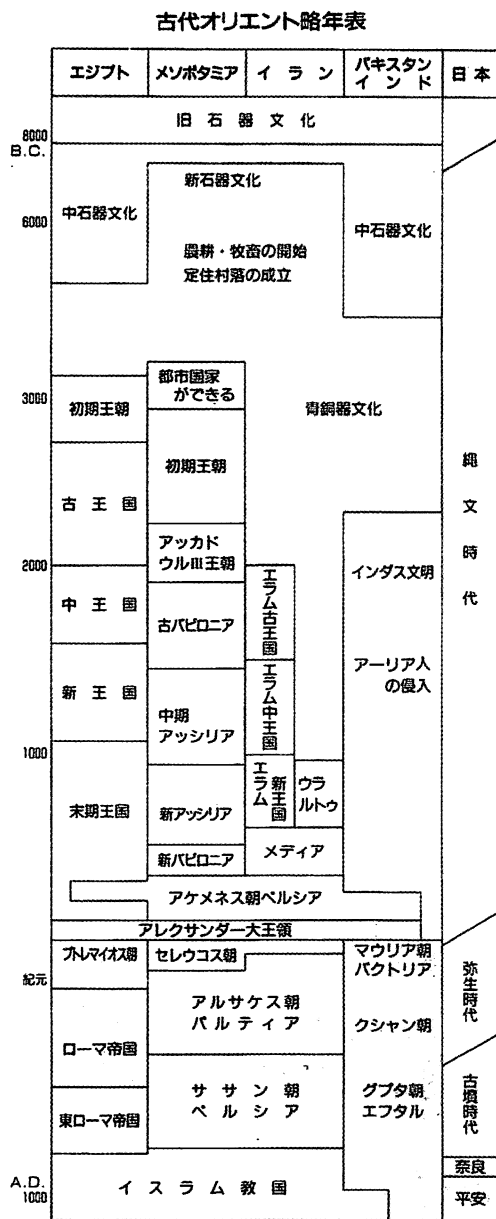 古代オリエント略年表
エジプト
メソポタミア
イラン
パキスタン
インド
日本
旧石器文化
8000
B.C.
新石器文化
中石器文化
6000
中石器文化
農耕・牧畜の開始
定住村落の成立
都市国家
ができる
3000
初期王朝
青銅器文化
初期王朝
縄文時代
古王国
アッカド
ウルⅢ王朝
2000
インダス文明
中王国
古バビロニア
エラム古王国
新王国
中期
アッシリア
エラム中王国
アーリア人
の侵入
1000
末期王国
新アッシリア
エラム新王国
ウラルトゥ
新バビロニア
メディア
アケメネス朝ペルシア
アレクサンダー大王領
プトレマイオス朝
セレウコス朝
マウリア朝
バクトリア
紀元
弥生時代
アルサケス朝
パルティア
クシャン朝
ローマ帝国
ササン朝
ペルシア
グプタ朝
エフタル
古墳時代
東ローマ帝国
奈良
A.D.
1000
イスラム教国
平安